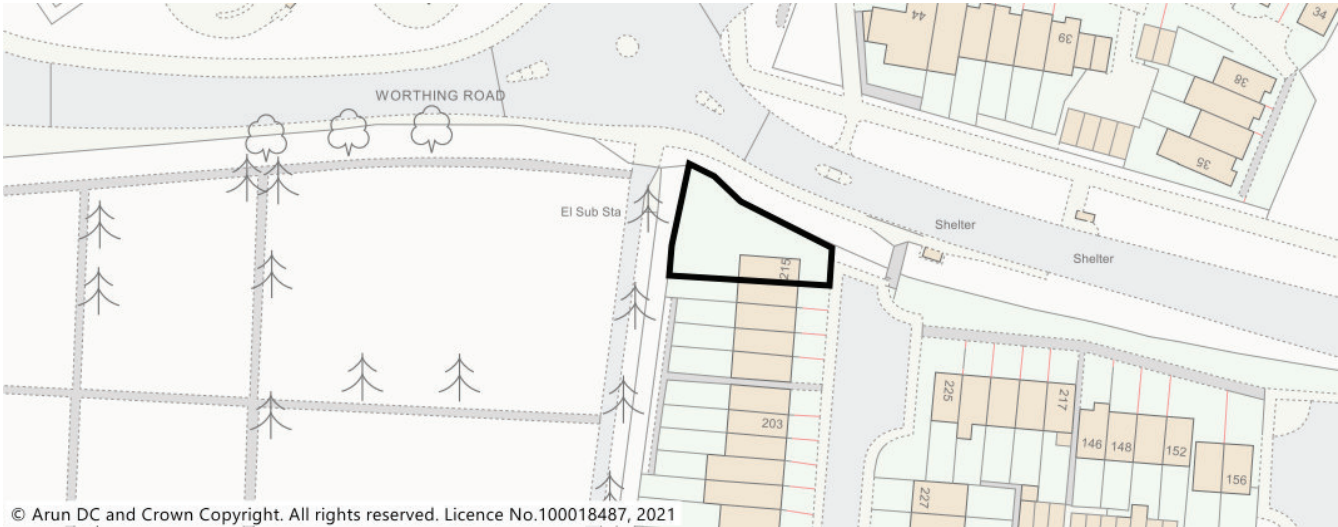 44
39
34
38
35
WORTHING ROAD
El Sub Sta
Shelter
Shelter
215
203
225
217
146
148
152
156
227
© Arun DC and Crown Copyright. All rights reserved. Licence No.100018487, 2021